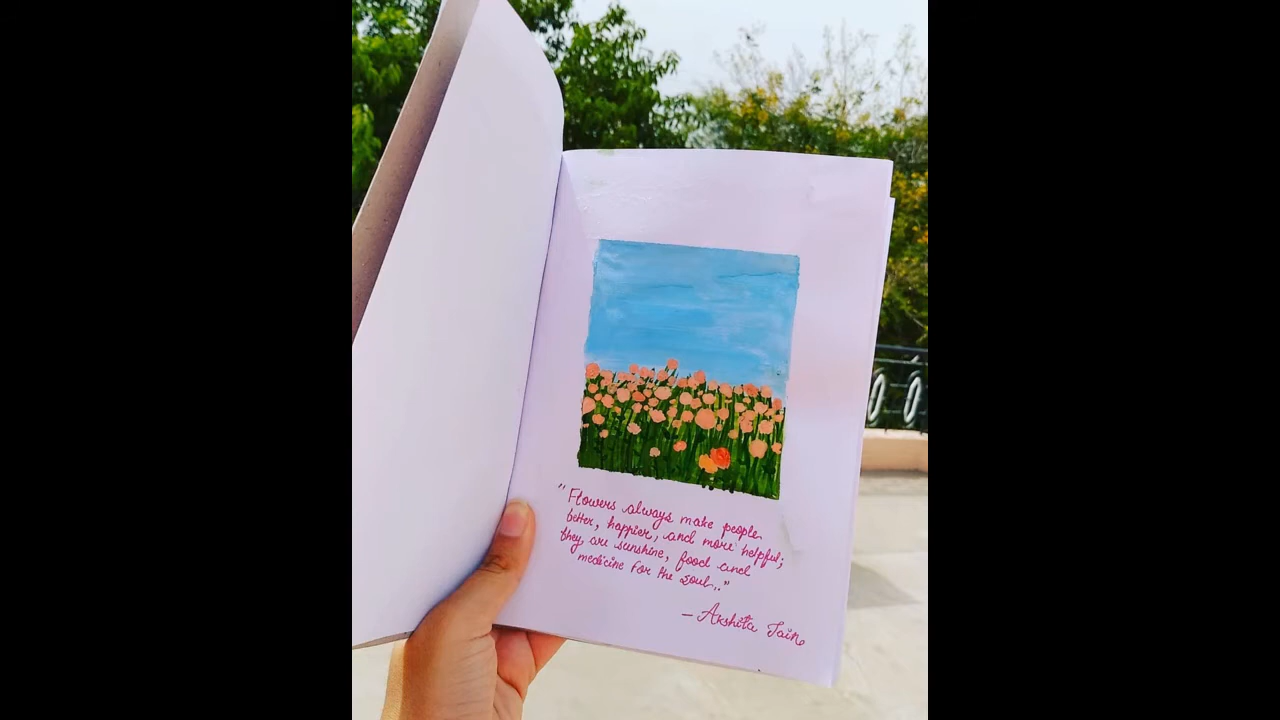 "Flowers always make people
better, happier, and more helpful;
they are sunshine, food and
medicine for the soul.."
- Akshita Jain